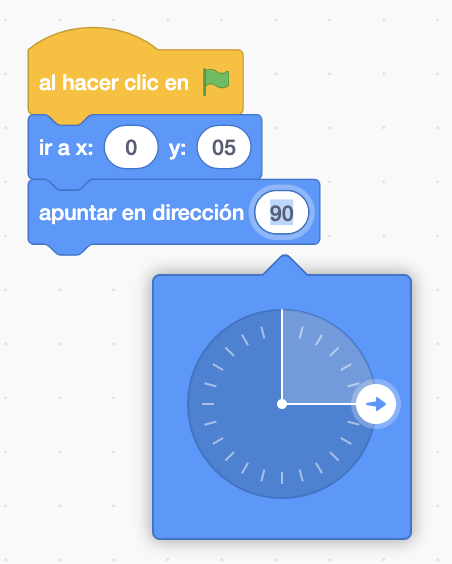 al hacer clic en
ir a x: 0 y: 05
apuntar en dirección 90